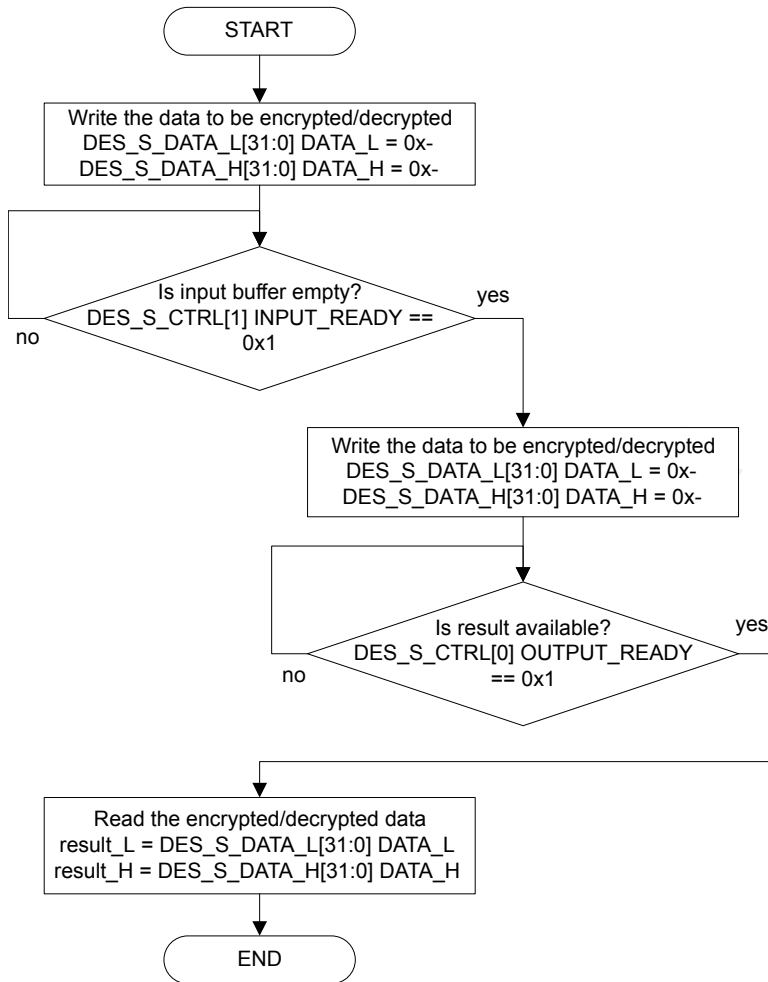 START
Write the data to be encrypted/decrypted
DES_S_DATA_L[31:0] DATA_L = 0x-
DES_S_DATA_H[31:0] DATA_H = 0x-
Is input buffer empty?
DES_S_CTRL[1] INPUT_READY ==
0x1
yes
no
Write the data to be encrypted/decrypted
DES_S_DATA_L[31:0] DATA_L = 0x-
DES_S_DATA_H[31:0] DATA_H = 0x-
Is result available?
DES_S_CTRL[0] OUTPUT_READY
== 0x1
yes
no
Read the encrypted/decrypted data
result_L = DES_S_DATA_L[31:0] DATA_L
result_H = DES_S_DATA_H[31:0] DATA_H
END